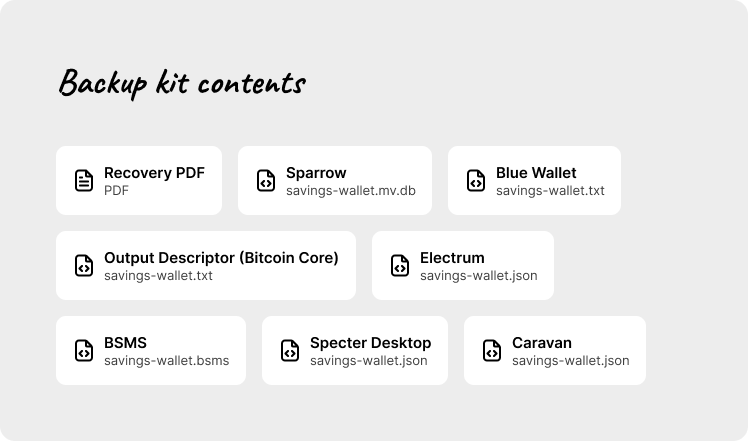 Backup kit contents
Recovery PDF
PDF
Sparrow
savings-wallet.mv.db
Blue Wallet
savings-wallet.txt
Output Descriptor (Bitcoin Core)
savings-wallet.txt
Electrum
savings-wallet.json
BSMS
savings-wallet.bsms
Specter Desktop
savings-wallet.json
Caravan
savings-wallet.json